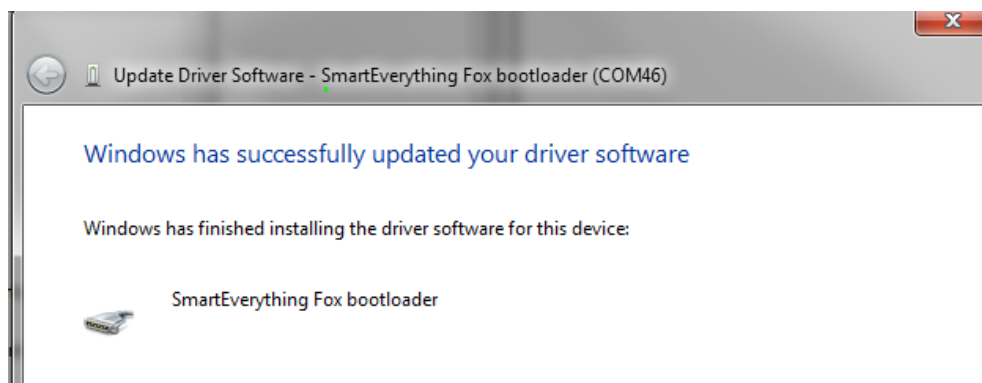 Update Driver Software - SmartEverything Fox bootloader (COM46)
Windows has successfully updated your driver software
Windows has finished installing the driver software for this device:
SmartEverything Fox bootloader